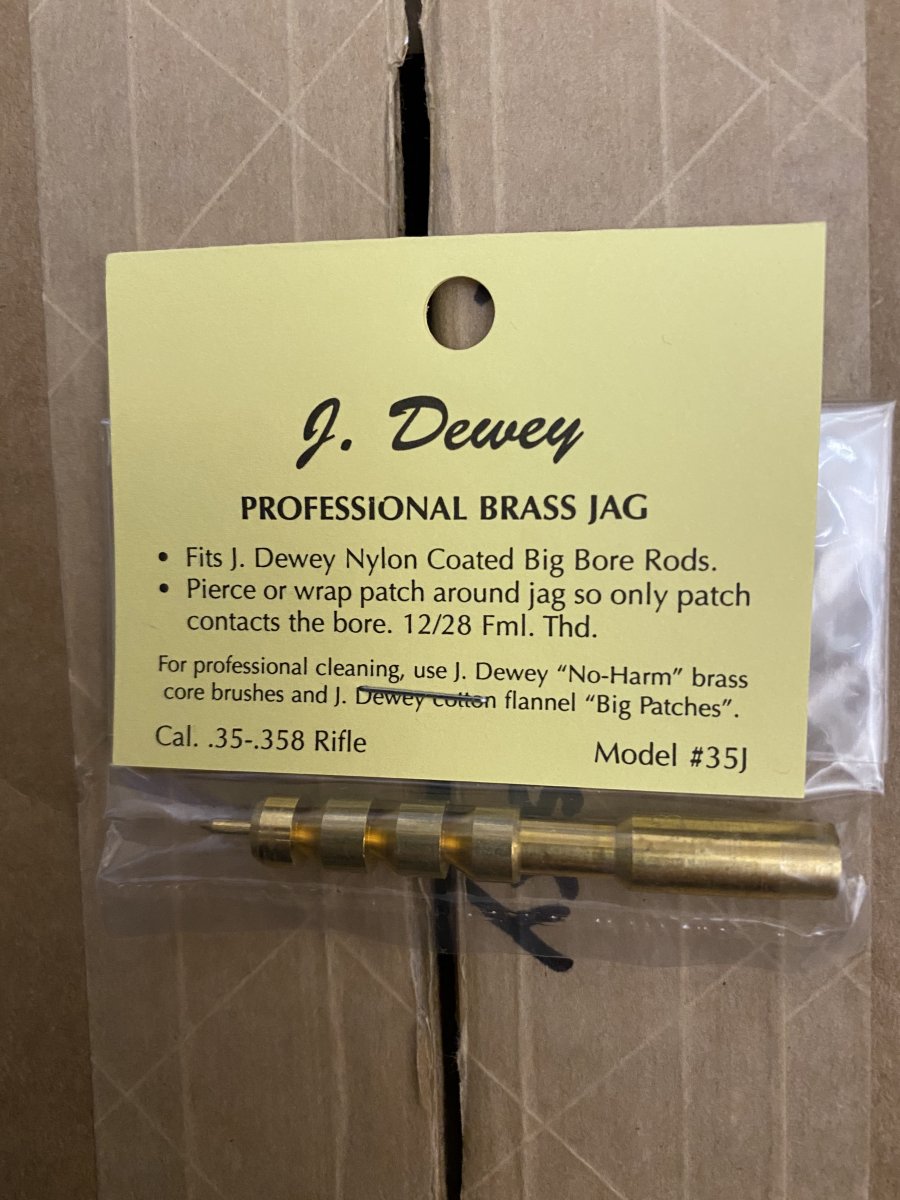 J. Dewey
PROFESSIONAL BRASS JAG
• Fits J. Dewey Nylon Coated Big Bore Rods.
• Pierce or wrap patch around jag so only patch
contacts the bore. 12/28 Fml. Thd.
For professional cleaning, use J. Dewey “No-Harm” brass
core brushes and J. Dewey cotton flannel “Big Patches”.
Cal. .35-.358 Rifle
Model #35J